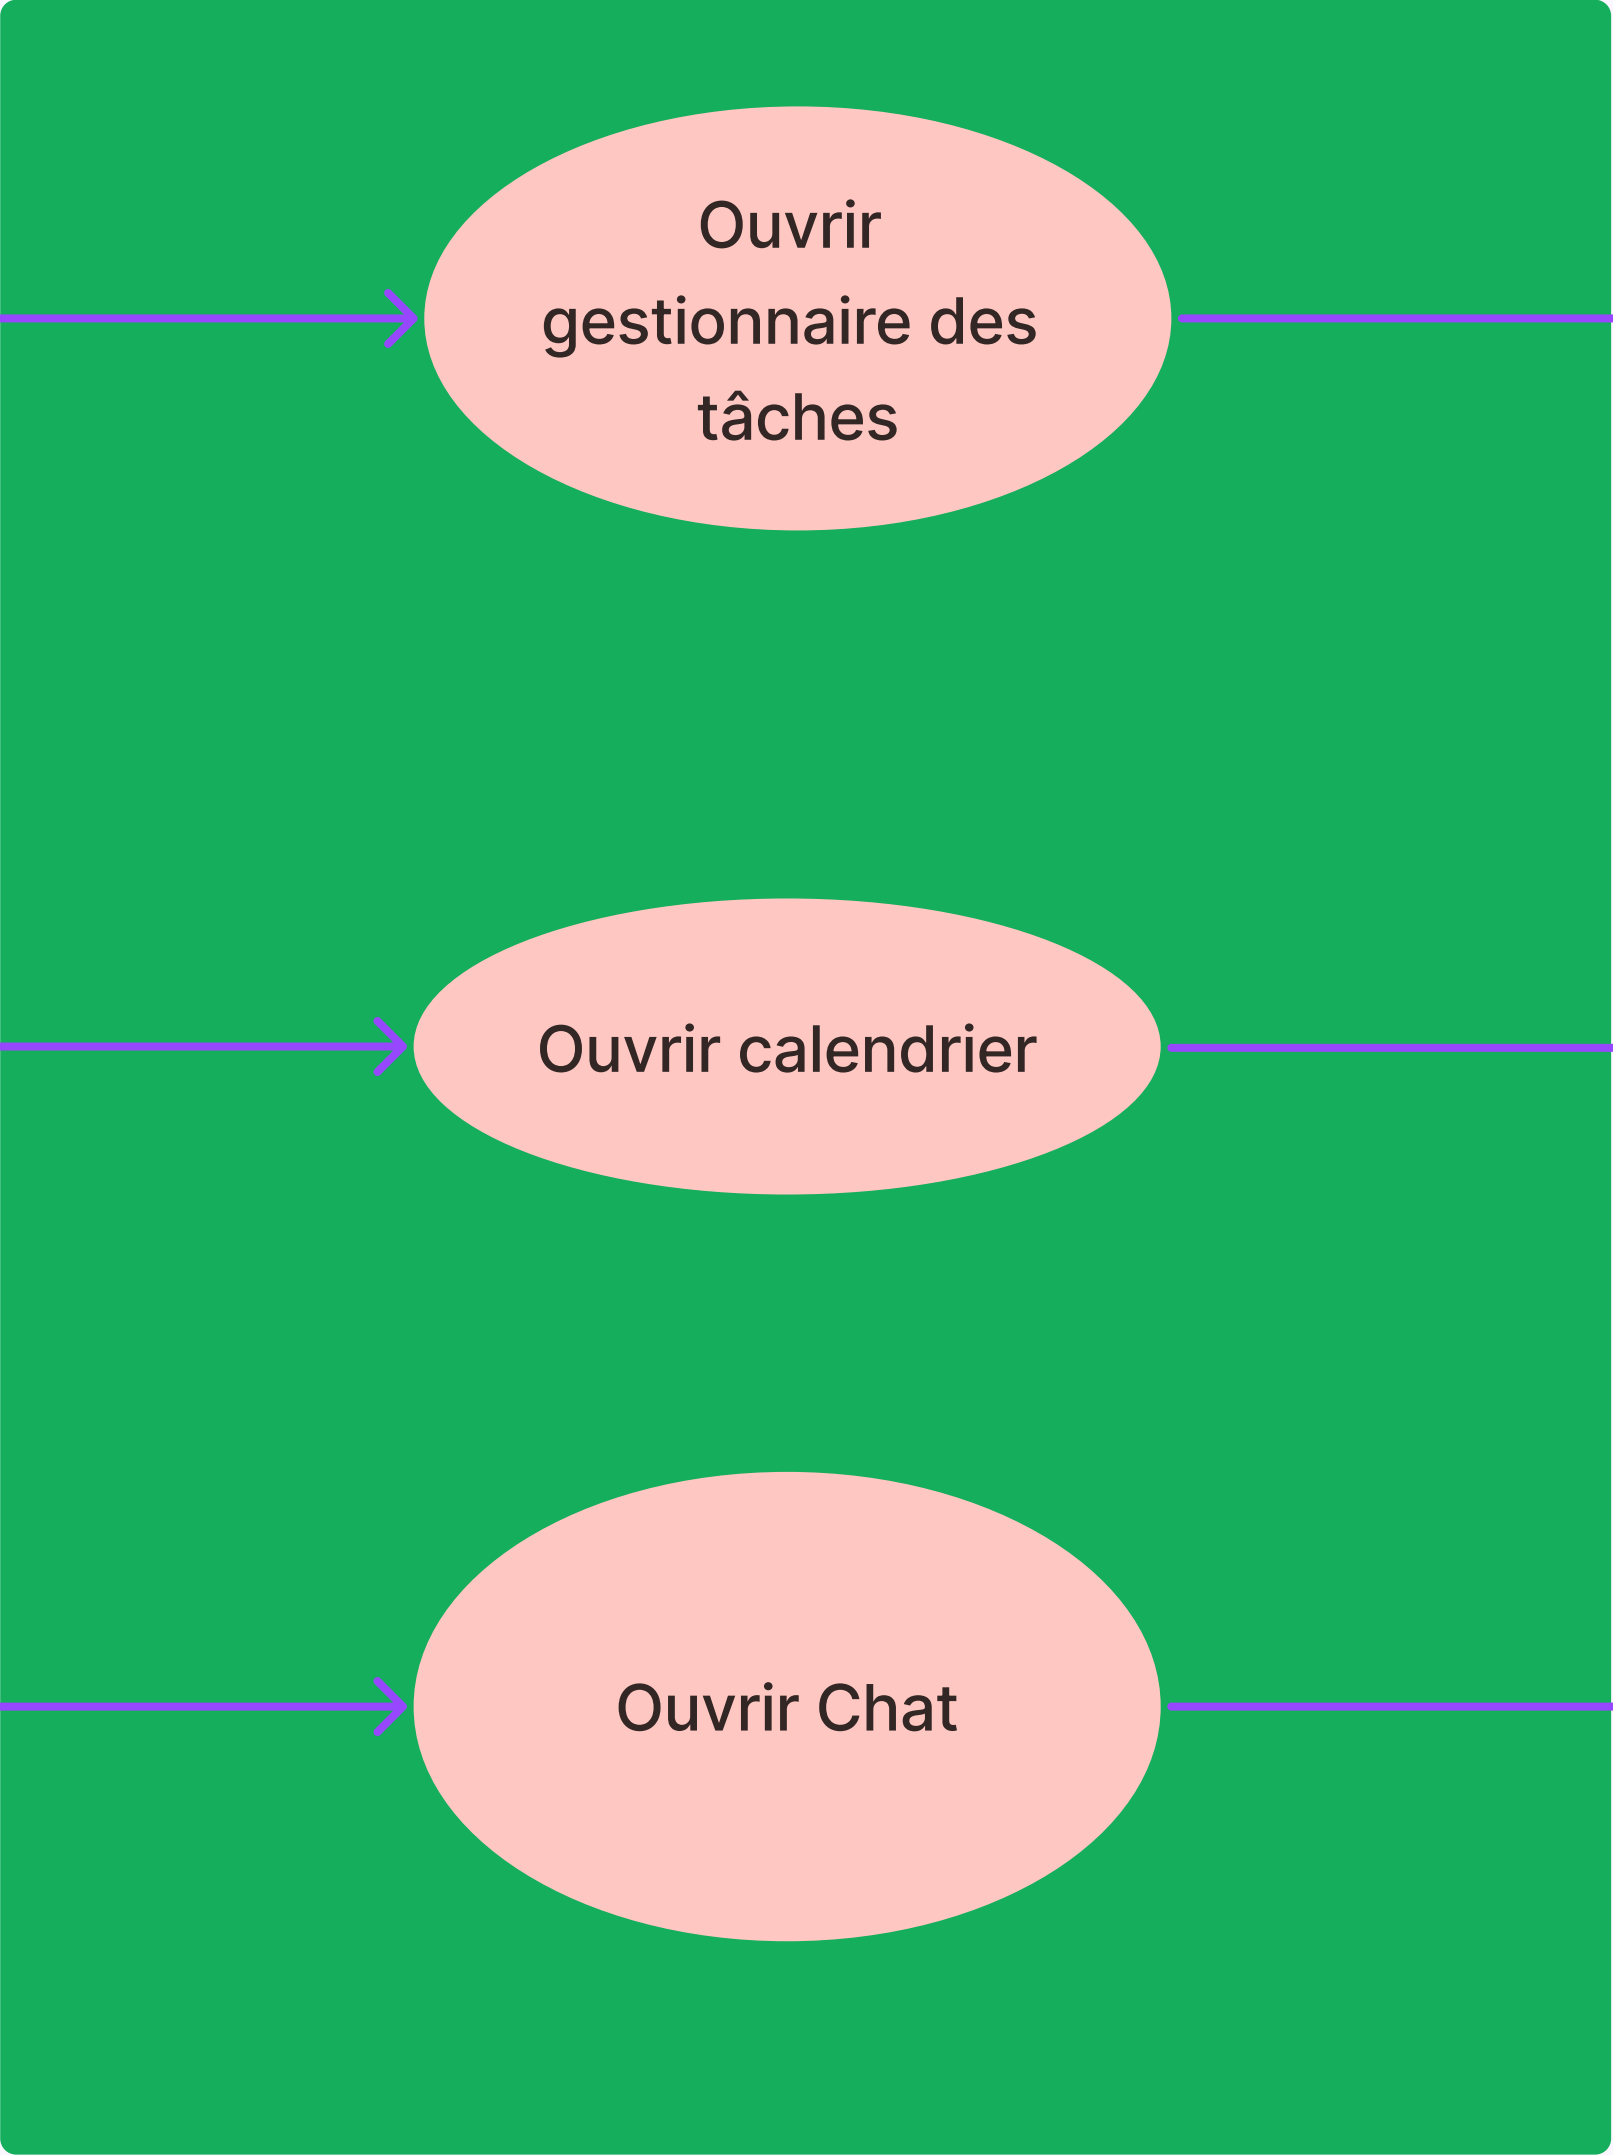 Ouvrir
gestionnaire des
tâches
Ouvrir calendrier
Ouvrir Chat